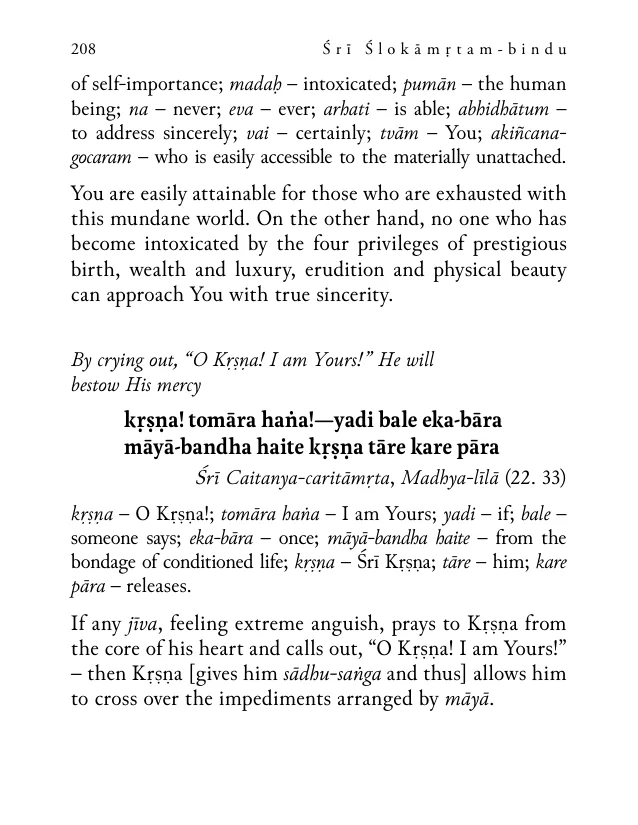 208 Śrī Ślokāmṛtam-bindu
of self-importance; madaḥ – intoxicated; pumān – the human
being; na – never; eva – ever; arhati – is able; abhidhātum –
to address sincerely; vai – certainly; tvām – You; akiñcana-
gocaram – who is easily accessible to the materially unattached.
You are easily attainable for those who are exhausted with
this mundane world. On the other hand, no one who has
become intoxicated by the four privileges of prestigious
birth, wealth and luxury, erudition and physical beauty
can approach You with true sincerity.
By crying out, “O Kṛṣṇa! I am Yours!” He will
bestow His mercy
kṛṣṇa! tomāra haṅa!—yadi bale eka-bāra
māyā-bandha haite kṛṣṇa tāre kare pāra
Śrī Caitanya-caritāmṛta, Madhya-līlā (22. 33)
kṛṣṇa – O Kṛṣṇa!; tomāra haṅa – I am Yours; yadi – if; bale –
someone says; eka-bāra – once; māyā-bandha haite – from the
bondage of conditioned life; kṛṣṇa – Śrī Kṛṣṇa; tāre – him; kare
pāra – releases.
If any jīva, feeling extreme anguish, prays to Kṛṣṇa from
the core of his heart and calls out, “O Kṛṣṇa! I am Yours!”
– then Kṛṣṇa [gives him sādhu-saṅga and thus] allows him
to cross over the impediments arranged by māyā.